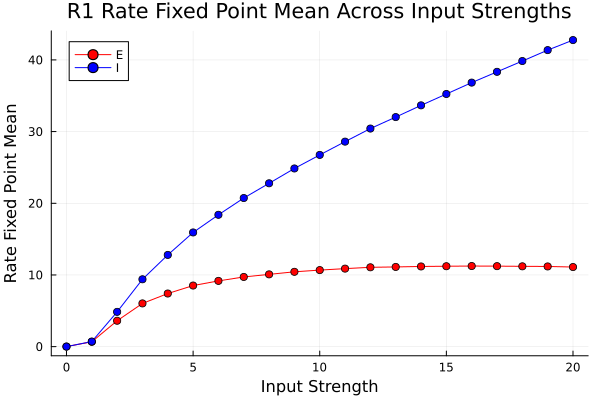 R1 Rate Fixed Point Mean Across Input Strengths
E
I
40
30
20
10
0
Rate Fixed Point Mean
0 5 10 15 20
Input Strength